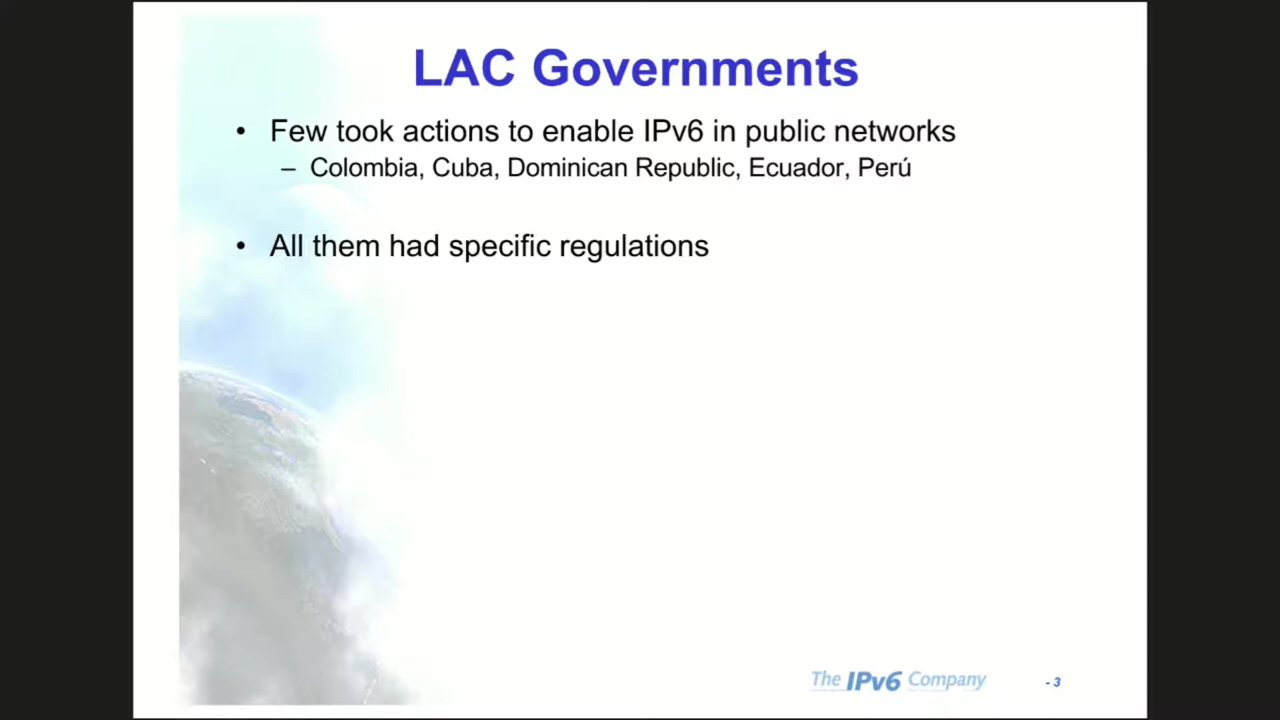 LAC Governments
• Few took actions to enable IPv6 in public networks
– Colombia, Cuba, Dominican Republic, Ecuador, Perú
• All them had specific regulations
The IPv6 Company
- 3